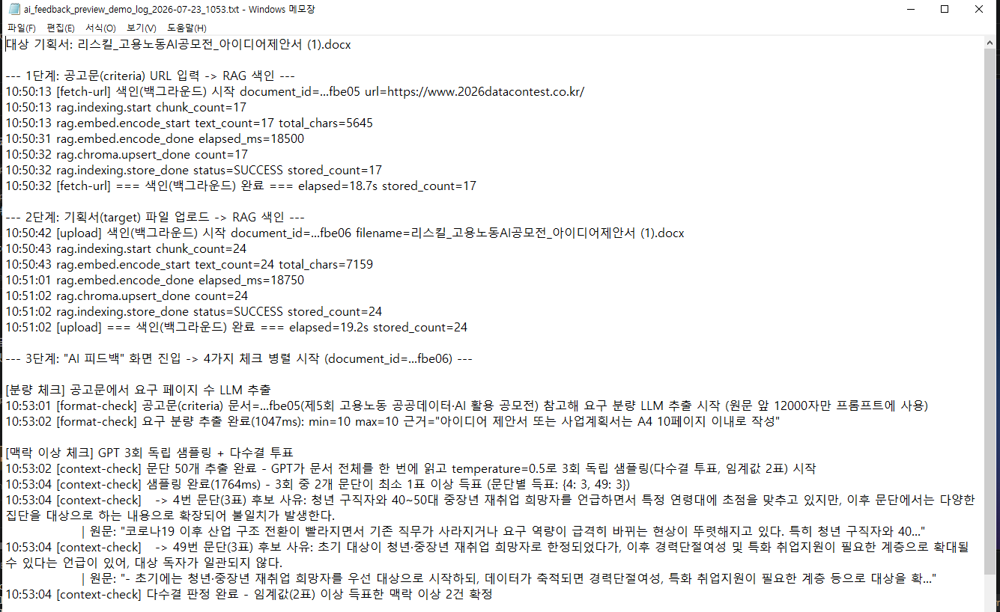 ai_feedback_preview_demo_log_2026-07-23_1053.txt - Windows 메모장
파일(F) 편집(E) 서식(O) 보기(V) 도움말(H)
대상 기획서: 리스킬_고용노동AI공모전_아이디어제안서 (1).docx
--- 1단계: 공고문(criteria) URL 입력 -> RAG 색인 ---
10:50:13 [fetch-url] 색인(백그라운드) 시작 document_id=...fbe05 url=https://www.2026datacontest.co.kr/
10:50:13 rag.indexing.start chunk_count=17
10:50:13 rag.embed.encode_start text_count=17 total_chars=5645
10:50:31 rag.embed.encode_done elapsed_ms=18500
10:50:32 rag.chroma.upsert_done count=17
10:50:32 rag.indexing.store_done status=SUCCESS stored_count=17
10:50:32 [fetch-url] === 색인(백그라운드) 완료 === elapsed=18.7s stored_count=17
--- 2단계: 기획서(target) 파일 업로드 -> RAG 색인 ---
10:50:42 [upload] 색인(백그라운드) 시작 document_id=...fbe06 filename=리스킬_고용노동AI공모전_아이디어제안서 (1).docx
10:50:43 rag.indexing.start chunk_count=24
10:50:43 rag.embed.encode_start text_count=24 total_chars=7159
10:51:01 rag.embed.encode_done elapsed_ms=18750
10:51:02 rag.chroma.upsert_done count=24
10:51:02 rag.indexing.store_done status=SUCCESS stored_count=24
10:51:02 [upload] === 색인(백그라운드) 완료 === elapsed=19.2s stored_count=24
--- 3단계: "AI 피드백" 화면 진입 -> 4가지 체크 병렬 시작 (document_id=...fbe06) ---
[분량 체크] 공고문에서 요구 페이지 수 LLM 추출
10:53:01 [format-check] 공고문(criteria) 문서=...fbe05(제5회 고용노동 공공데이터·AI 활용 공모전) 참고해 요구 분량 LLM 추출 시작 (원문 앞 12000자만 프롬프트에 사용)
10:53:02 [format-check] 요구 분량 추출 완료(1047ms): min=10 max=10 근거="아이디어 제안서 또는 사업계획서는 A4 10페이지 이내로 작성"
[맥락 이상 체크] GPT 3회 독립 샘플링 + 다수결 투표
10:53:02 [context-check] 문단 50개 추출 완료 - GPT가 문서 전체를 한 번에 읽고 temperature=0.5로 3회 독립 샘플링(다수결 투표, 임계값 2표) 시작
10:53:04 [context-check] 샘플링 완료(1764ms) - 3회 중 2개 문단이 최소 1표 이상 득표 (문단별 득표: {4: 3, 49: 3})
10:53:04 [context-check]    -> 4번 문단(3표) 후보 사유: 청년 구직자와 40~50대 중장년 재취업 희망자를 언급하면서 특정 연령대에 초점을 맞추고 있지만, 이후 문단에서는 다양한
집단을 대상으로 하는 내용으로 확장되어 불일치가 발생한다.
| 원문: "코로나19 이후 산업 구조 전환이 빨라지면서 기존 직무가 사라지거나 요구 역량이 급격히 바뀌는 현상이 뚜렷해지고 있다. 특히 청년 구직자와 40..."
10:53:04 [context-check]    -> 49번 문단(3표) 후보 사유: 초기 대상이 청년·중장년 재취업 희망자로 한정되었다가, 이후 경력단절여성 및 특화 취업지원이 필요한 계층으로 확대될
수 있다는 언급이 있어, 대상 독자가 일관되지 않다.
| 원문: "- 초기에는 청년·중장년 재취업 희망자를 우선 대상으로 시작하되, 데이터가 축적되면 경력단절여성, 특화 취업지원이 필요한 계층 등으로 대상을 확..."
10:53:04 [context-check] 다수결 판정 완료 - 임계값(2표) 이상 득표한 맥락 이상 2건 확정